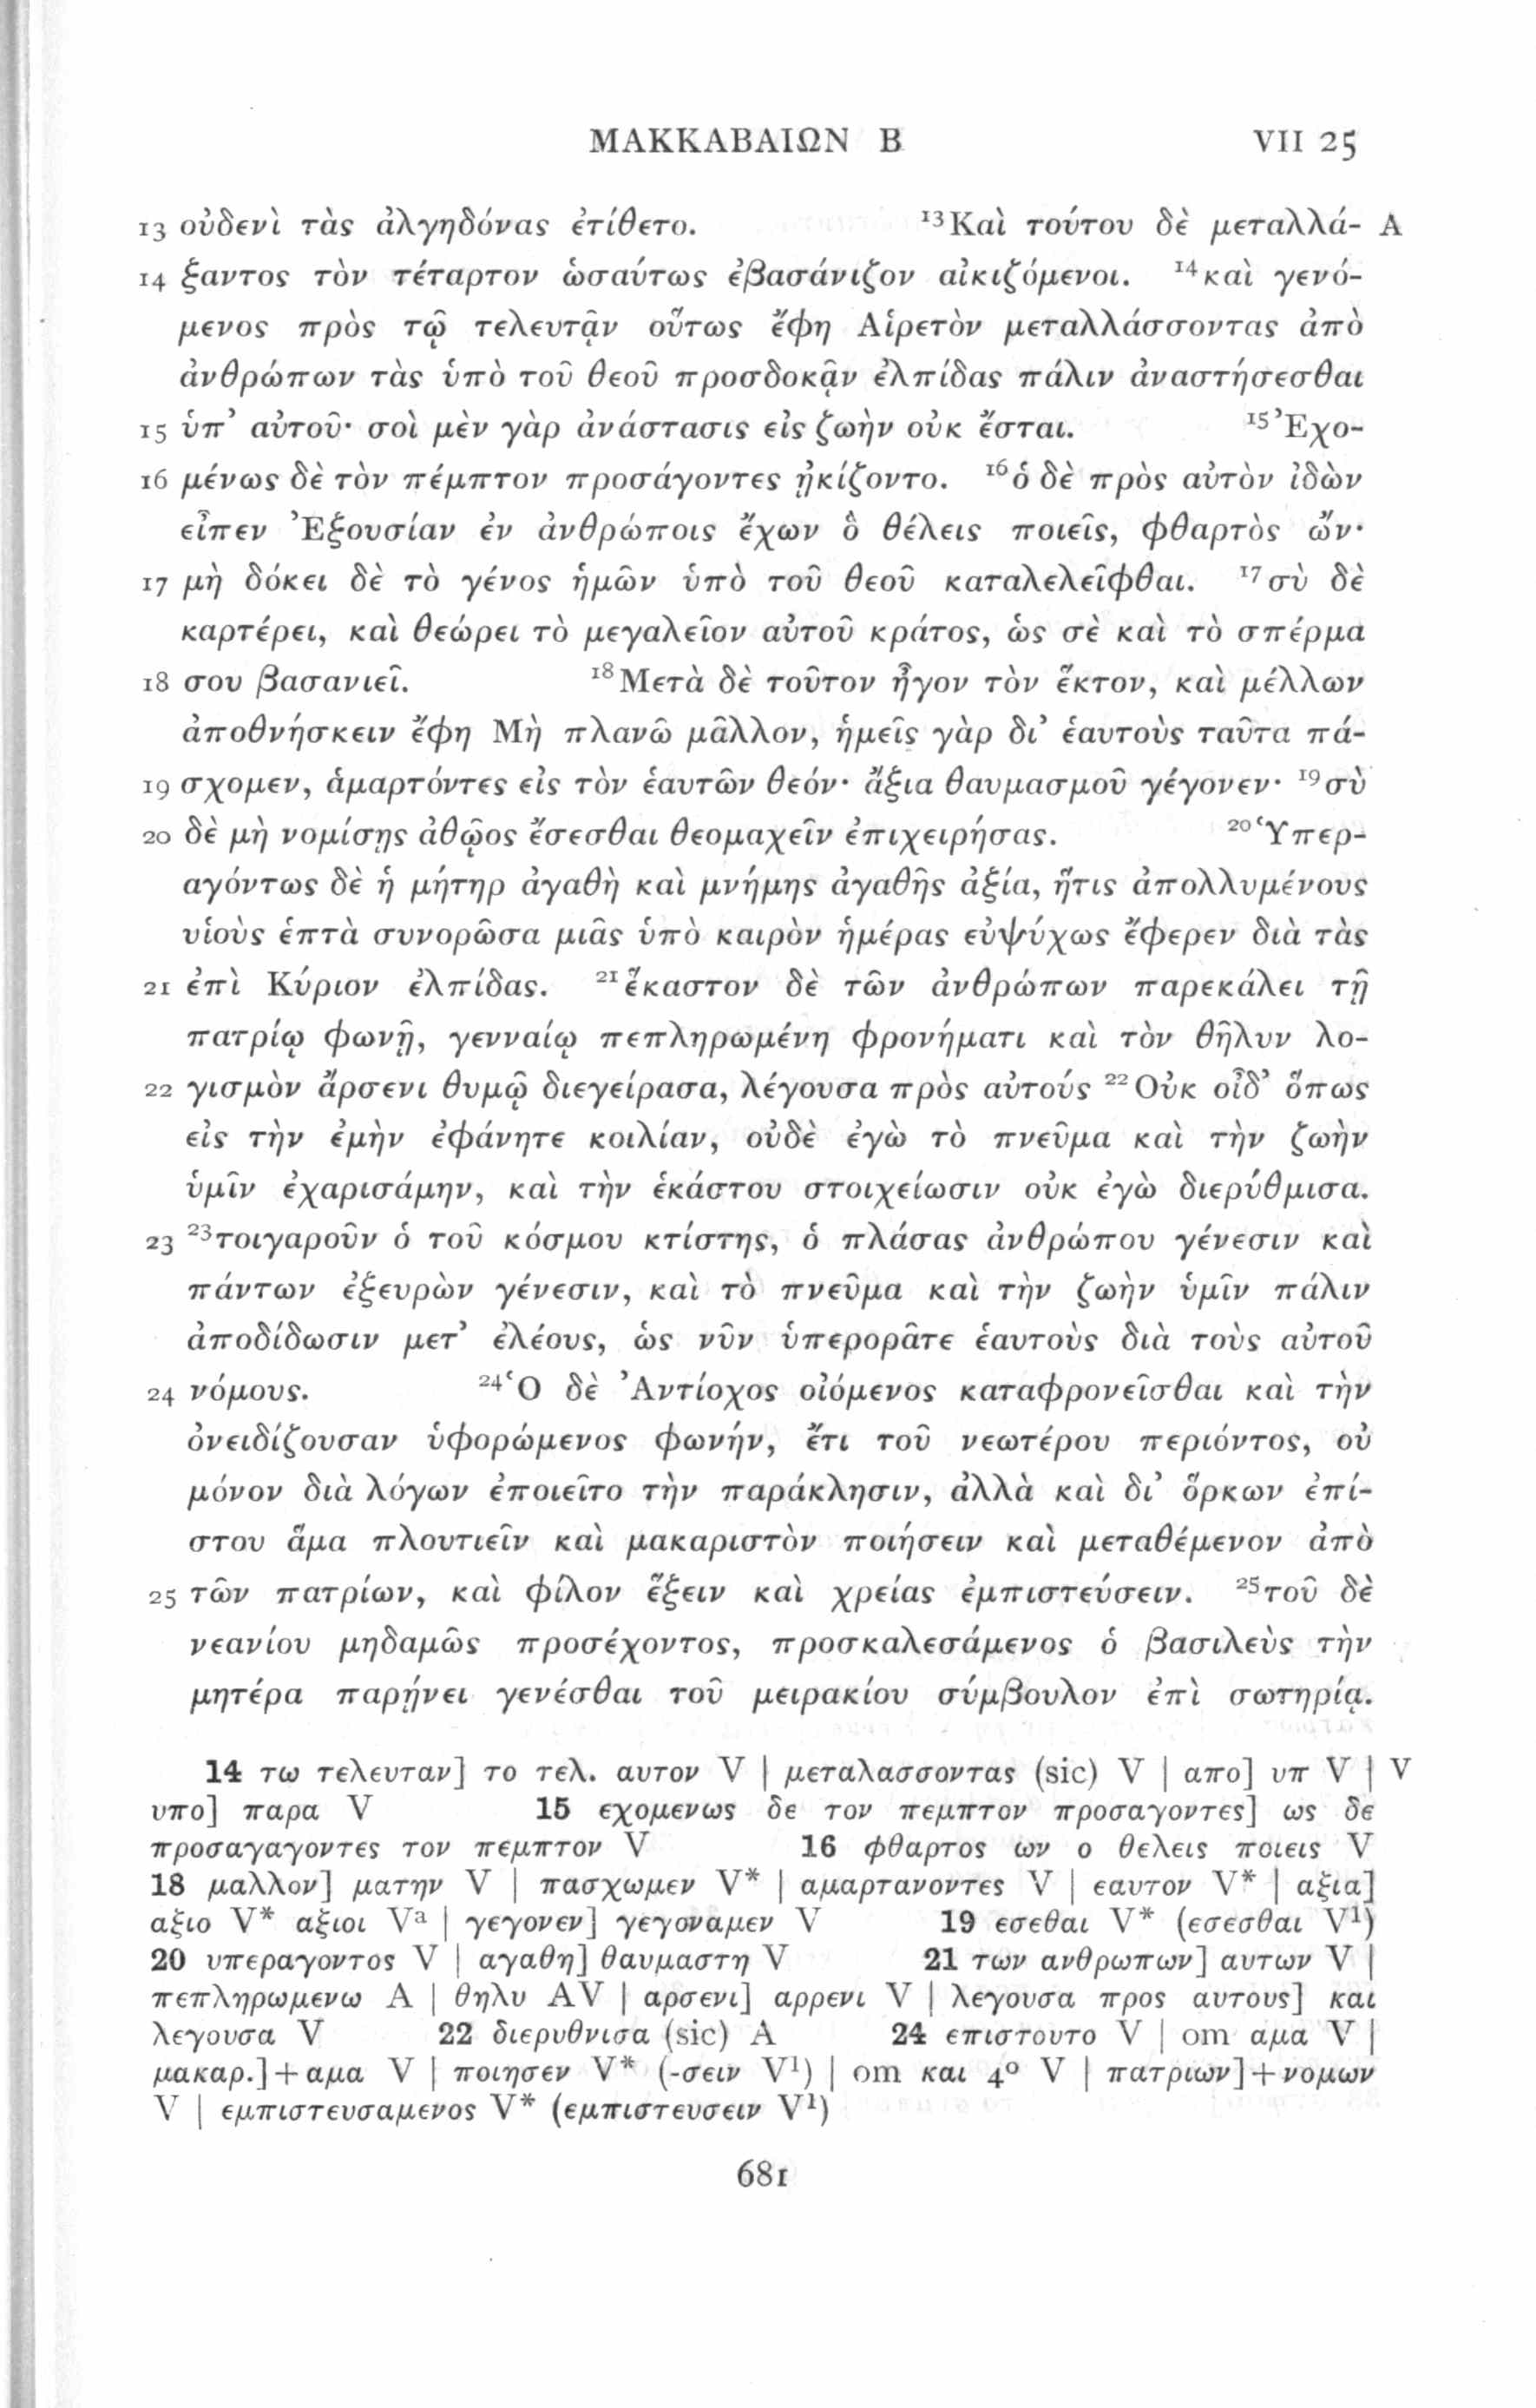 ΜΑΚΚΑΒΑΙΩΝ Β VII 25
13 οὐδενὶ τὰς ἀλγηδόνας ἐτίθετο. ¹³Καὶ τούτου δὲ μεταλλά- A
14 ξαντος τὸν τέταρτον ὡσαύτως ἐβασάνιζον αἰκιζόμενοι. ¹⁴καὶ γενό-
μενος πρὸς τῷ τελευτᾷν οὕτως ἔφη Αἱρετὸν μεταλλάσσοντας ἀπὸ
ἀνθρώπων τὰς ὑπὸ τοῦ θεοῦ προσδοκᾷν ἐλπίδας πάλιν ἀναστήσεσθαι
15 ὑπ’ αὐτοῦ· σοὶ μὲν γὰρ ἀνάστασις εἰς ζωὴν οὐκ ἔσται. ¹⁵Ἐχο-
16 μένως δὲ τὸν πέμπτον προσάγοντες ᾐκίζοντο. ¹⁶ὁ δὲ πρὸς αὐτὸν ἰδὼν
εἶπεν Ἐξουσίαν ἐν ἀνθρώποις ἔχων ὃ θέλεις ποιεῖς, φθαρτὸς ὤν·
17 μὴ δόκει δὲ τὸ γένος ἡμῶν ὑπὸ τοῦ θεοῦ καταλελεῖφθαι. ¹⁷σὺ δὲ
καρτέρει, καὶ θεώρει τὸ μεγαλεῖον αὐτοῦ κράτος, ὡς σὲ καὶ τὸ σπέρμα
18 σου βασανιεῖ. ¹⁸Μετὰ δὲ τοῦτον ἦγον τὸν ἕκτον, καὶ μέλλων
ἀποθνήσκειν ἔφη Μὴ πλανῶ μᾶλλον, ἡμεῖς γὰρ δι’ ἑαυτοὺς ταῦτα πά-
19 σχομεν, ἁμαρτόντες εἰς τὸν ἑαυτῶν θεόν· ἄξια θαυμασμοῦ γέγονεν· ¹⁹σὺ
20 δὲ μὴ νομίσῃς ἀθῷος ἔσεσθαι θεομαχεῖν ἐπιχειρήσας. ²⁰Ὑπερ-
αγόντως δὲ ἡ μήτηρ ἀγαθὴ καὶ μνήμης ἀγαθῆς ἀξία, ἥτις ἀπολλυμένους
υἱοὺς ἑπτὰ συνορῶσα μιᾶς ὑπὸ καιρὸν ἡμέρας εὐψύχως ἔφερεν διὰ τὰς
21 ἐπὶ Κύριον ἐλπίδας. ²¹ἕκαστον δὲ τῶν ἀνθρώπων παρεκάλει τῇ
πατρίῳ φωνῇ, γενναίῳ πεπληρωμένη φρονήματι καὶ τὸν θῆλυν λο-
22 γισμὸν ἄρσενι θυμῷ διεγείρασα, λέγουσα πρὸς αὐτούς ²²Οὐκ οἶδ’ ὅπως
εἰς τὴν ἐμὴν ἐφάνητε κοιλίαν, οὐδὲ ἐγὼ τὸ πνεῦμα καὶ τὴν ζωὴν
ὑμῖν ἐχαρισάμην, καὶ τὴν ἑκάστου στοιχείωσιν οὐκ ἐγὼ διερύθμισα.
23 ²³τοιγαροῦν ὁ τοῦ κόσμου κτίστης, ὁ πλάσας ἀνθρώπου γένεσιν καὶ
πάντων ἐξευρὼν γένεσιν, καὶ τὸ πνεῦμα καὶ τὴν ζωὴν ὑμῖν πάλιν
ἀποδίδωσιν μετ’ ἐλέους, ὡς νῦν ὑπεροράτε ἑαυτοὺς διὰ τοὺς αὐτοῦ
24 νόμους. ²⁴Ὁ δὲ Ἀντίοχος οἰόμενος καταφρονεῖσθαι καὶ τὴν
ὀνειδίζουσαν ὑφορώμενος φωνήν, ἔτι τοῦ νεωτέρου περιόντος, οὐ
μόνον διὰ λόγων ἐποιεῖτο τὴν παράκλησιν, ἀλλὰ καὶ δι’ ὅρκων ἐπί-
στου ἅμα πλουτιεῖν καὶ μακαριστὸν ποιήσειν καὶ μεταθέμενον ἀπὸ
25 τῶν πατρίων, καὶ φίλον ἕξειν καὶ χρείας ἐμπιστεύσειν. ²⁵τοῦ δὲ
νεανίου μηδαμῶς προσέχοντος, προσκαλεσάμενος ὁ βασιλεὺς τὴν
μητέρα παρῄνει γενέσθαι τοῦ μειρακίου σύμβουλον ἐπὶ σωτηρίᾳ.
14 τω τελευταν] το τελ. αυτον V | μεταλασσοντας (sic) V | απο] υπ V | V
υπο] παρα V 15 εχομενως δε τον πεμπτον προσαγοντες] ως δε
προσαγαγοντες τον πεμπτον V 16 φθαρτος ων ο θελεις ποιεις V
18 μαλλον] ματην V | πασχωμεν V* | αμαρτανοντες V | εαυτον V* | αξια]
αξιο V* αξιοι Vᵃ | γεγονεν] γεγοναμεν V 19 εσεθαι V* (εσεσθαι V¹)
20 υπεραγοντος V | αγαθη] θαυμαστη V 21 των ανθρωπων] αυτων V |
πεπληρωμενω A | θηλυ AV | αρσενι] αρρενι V | λεγουσα προς αυτους] και
λεγουσα V 22 διερυθνισα (sic) A 24 επιστουτο V | om αμα V |
μακαρ.]+αμα V | ποιησεν V* (-σειν V¹) | om και 4⁰ V | πατριων]+νομων
V | εμπιστευσαμενος V* (εμπιστευσειν V¹)
681